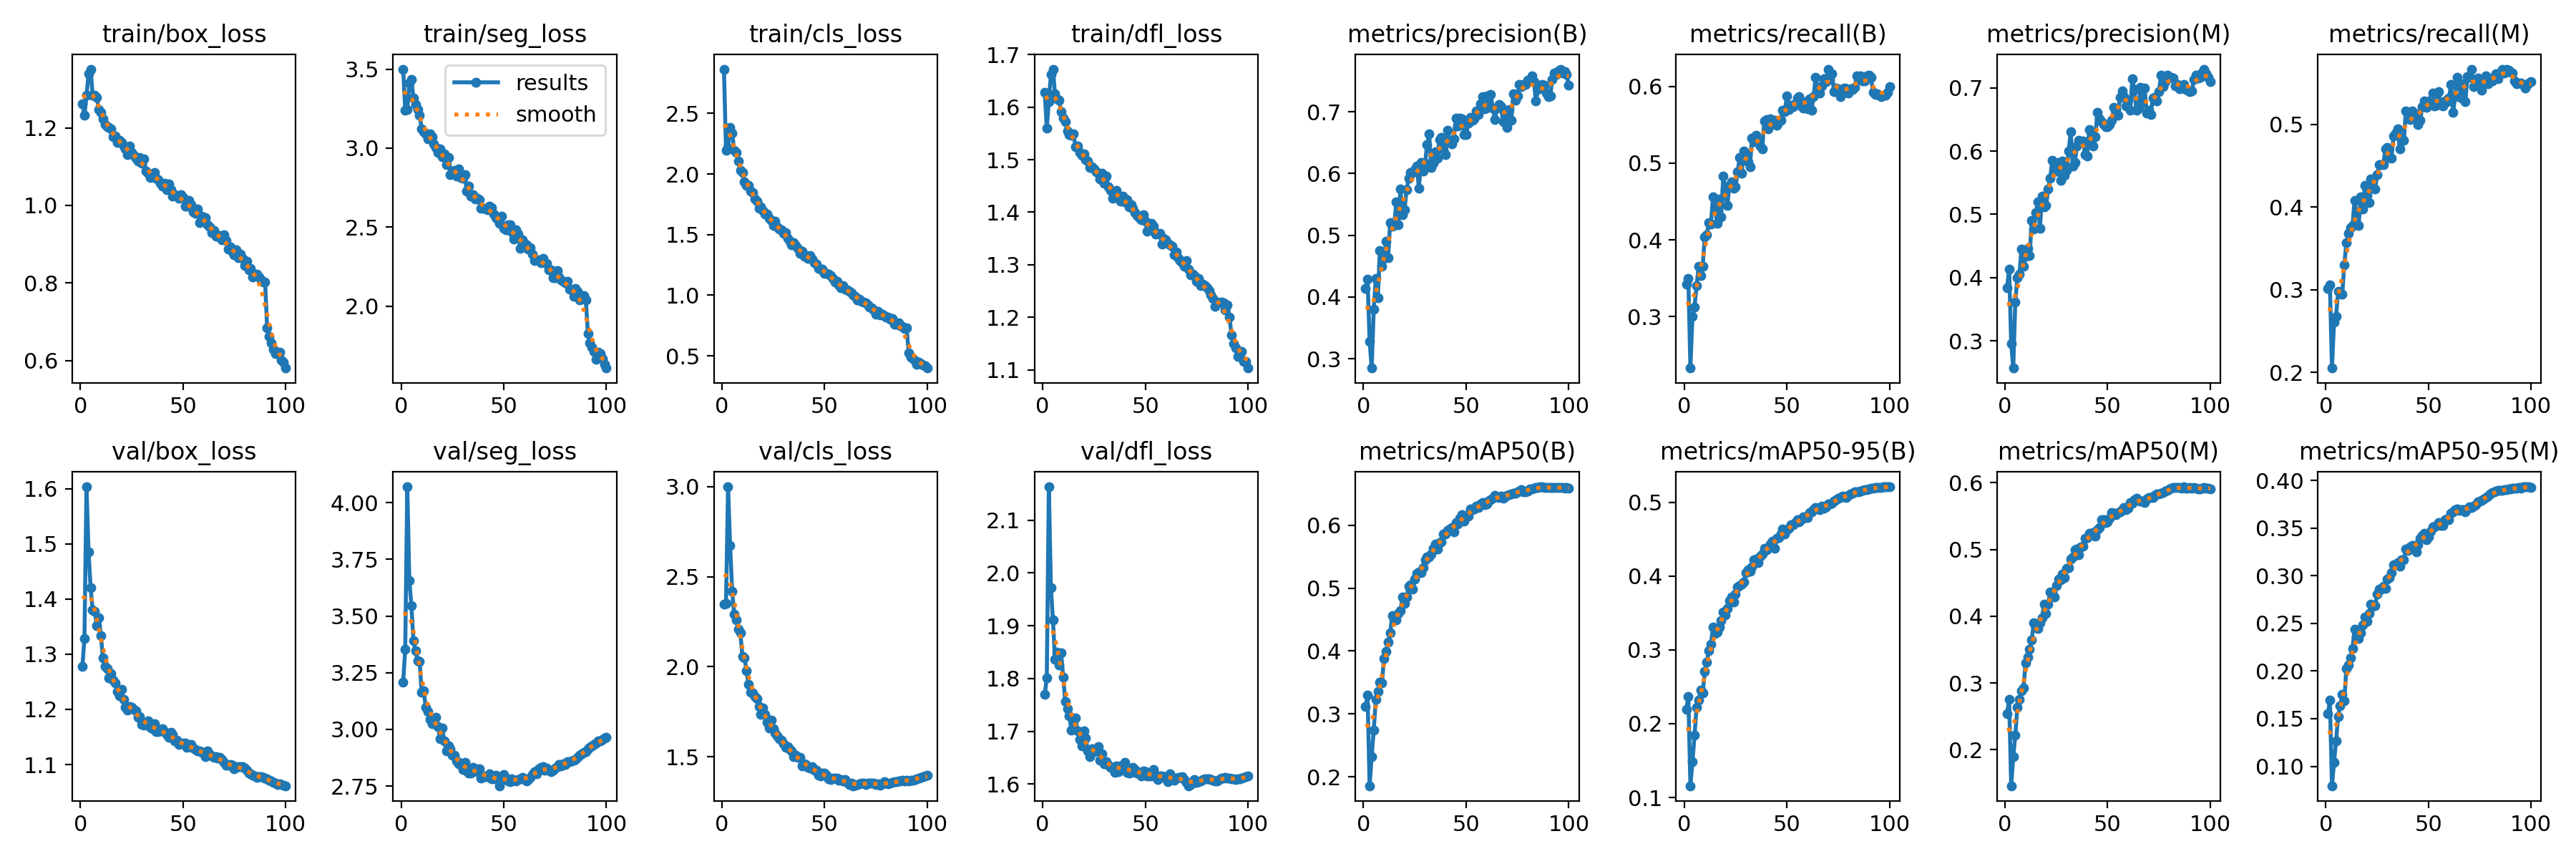 train/box_loss
train/seg_loss
train/cls_loss
train/dfl_loss
metrics/precision(B)
metrics/recall(B)
metrics/precision(M)
metrics/recall(M)
results
smooth
1.2
1.0
0.8
0.6
0 50 100
3.5
3.0
2.5
2.0
0 50 100
2.5
2.0
1.5
1.0
0.5
0 50 100
1.7
1.6
1.5
1.4
1.3
1.2
1.1
0 50 100
0.7
0.6
0.5
0.4
0.3
0 50 100
0.6
0.5
0.4
0.3
0 50 100
0.7
0.6
0.5
0.4
0.3
0 50 100
0.5
0.4
0.3
0.2
0 50 100
val/box_loss
val/seg_loss
val/cls_loss
val/dfl_loss
metrics/mAP50(B)
metrics/mAP50-95(B)
metrics/mAP50(M)
metrics/mAP50-95(M)
1.6
1.5
1.4
1.3
1.2
1.1
0 50 100
4.00
3.75
3.50
3.25
3.00
2.75
0 50 100
3.0
2.5
2.0
1.5
0 50 100
2.1
2.0
1.9
1.8
1.7
1.6
0 50 100
0.6
0.5
0.4
0.3
0.2
0 50 100
0.5
0.4
0.3
0.2
0.1
0 50 100
0.6
0.5
0.4
0.3
0.2
0 50 100
0.40
0.35
0.30
0.25
0.20
0.15
0.10
0 50 100